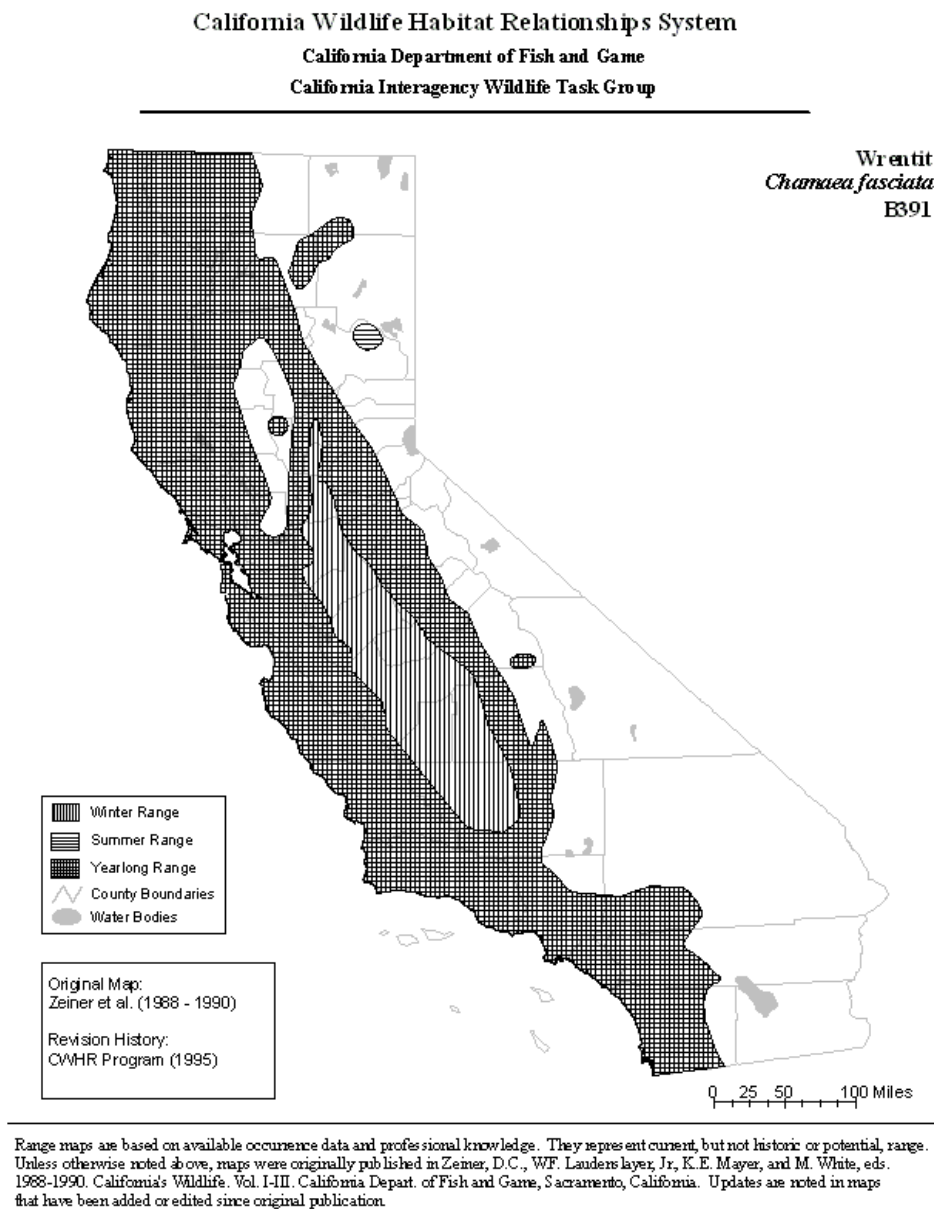 California Wildlife Habitat Relationships System
California Department of Fish and Game
California Interagency Wildlife Task Group
Wrentit
Chamaea fasciata
B391
Winter Range
Summer Range
Yearlong Range
County Boundaries
Water Bodies
Original Map:
Zeiner et al. (1988 - 1990)
Revision History:
CWHR Program (1995)
0 25 50 100 Miles
Range maps are based on available occurrence data and professional knowledge. They represent current, but not historic or potential, range.
Unless otherwise noted above, maps were originally published in Zeiner, D.C., W.F. Laudenslayer, Jr., K.E. Mayer, and M. White, eds.
1988-1990. California's Wildlife. Vol. I-III. California Depart. of Fish and Game, Sacramento, California. Updates are noted in maps
that have been added or edited since original publication.